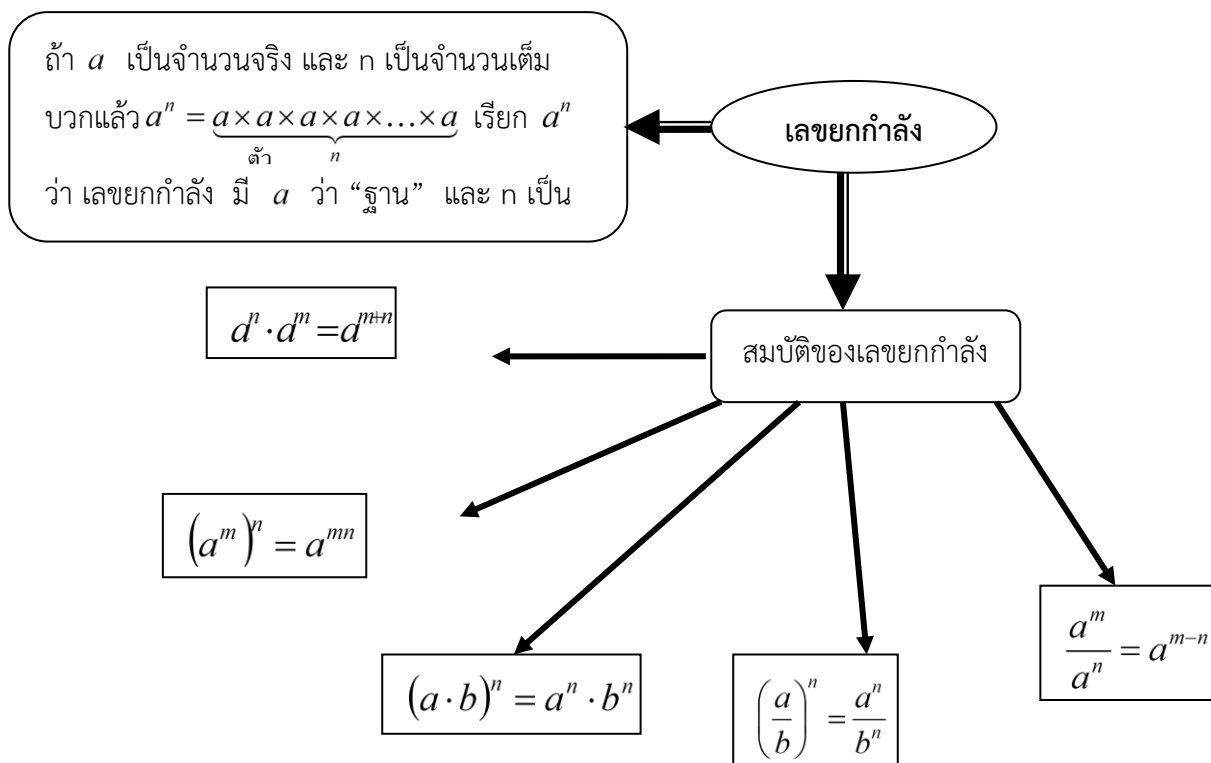 ถ้า a เป็นจำนวนจริง และ n เป็นจำนวนเต็ม
บวกแล้ว aⁿ = a×a×a×a×…×a เรียก aⁿ
ตัว n
ว่า เลขยกกำลัง มี a ว่า “ฐาน” และ n เป็น
เลขยกกำลัง
สมบัติของเลขยกกำลัง
aⁿ · aᵐ = aᵐ⁺ⁿ
(aᵐ)ⁿ = aᵐⁿ
(a · b)ⁿ = aⁿ · bⁿ
(a/b)ⁿ = aⁿ/bⁿ
aᵐ/aⁿ = aᵐ⁻ⁿ